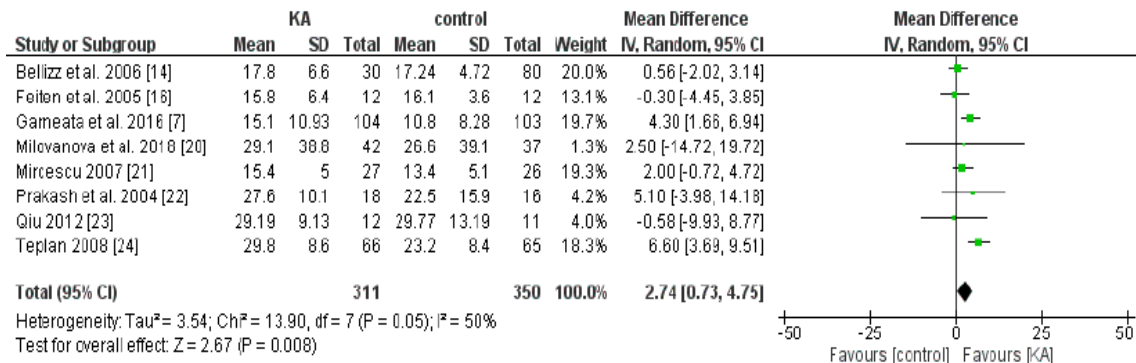 KA control Mean Difference Mean Difference
Study or Subgroup Mean SD Total Mean SD Total Weight IV, Random, 95% CI IV, Random, 95% CI
Bellizz et al. 2006 [14] 17.8 6.6 30 17.24 4.72 80 20.0% 0.56 [-2.02, 3.14]
Feiten et al. 2005 [16] 15.8 6.4 12 16.1 3.6 12 13.1% -0.30 [-4.45, 3.85]
Garneata et al. 2016 [7] 15.1 10.93 104 10.8 8.28 103 19.7% 4.30 [1.66, 6.94]
Milovanova et al. 2018 [20] 29.1 38.8 42 26.6 39.1 37 1.3% 2.50 [-14.72, 19.72]
Mircescu 2007 [21] 15.4 5 27 13.4 5.1 26 19.3% 2.00 [-0.72, 4.72]
Prakash et al. 2004 [22] 27.6 10.1 18 22.5 15.9 16 4.2% 5.10 [-3.98, 14.18]
Qiu 2012 [23] 29.19 9.13 12 29.77 13.19 11 4.0% -0.58 [-9.93, 8.77]
Teplan 2008 [24] 29.8 8.6 66 23.2 8.4 65 18.3% 6.60 [3.69, 9.51]
Total (95% CI) 311 350 100.0% 2.74 [0.73, 4.75]
Heterogeneity: Tau² = 3.54; Chi² = 13.90, df = 7 (P = 0.05); I² = 50%
Test for overall effect: Z = 2.67 (P = 0.008)
-50 -25 0 25 50
Favours [control] Favours [KA]